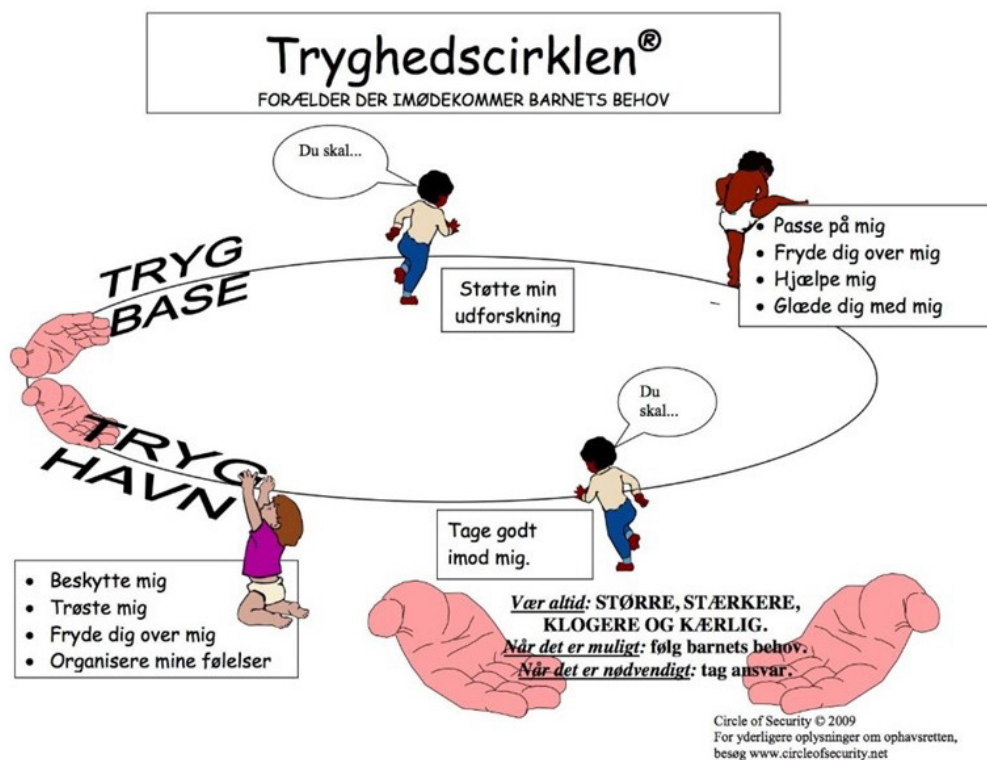 Tryghedscirklen®
FORÆLDER DER IMØDEKOMMER BARNETS BEHOV
Du skal...
TRYG
BASE
Støtte min
udforskning
• Passe på mig
• Fryde dig over mig
• Hjælpe mig
• Glæde dig med mig
Du
skal...
TRYG
HAVN
Tage godt
imod mig.
• Beskytte mig
• Trøste mig
• Fryde dig over mig
• Organisere mine følelser
Vær altid: STØRRE, STÆRKERE,
KLOGERE OG KÆRLIG.
Når det er muligt: følg barnets behov.
Når det er nødvendigt: tag ansvar.
Circle of Security © 2009
For yderligere oplysninger om ophavsretten,
besøg www.circleofsecurity.net